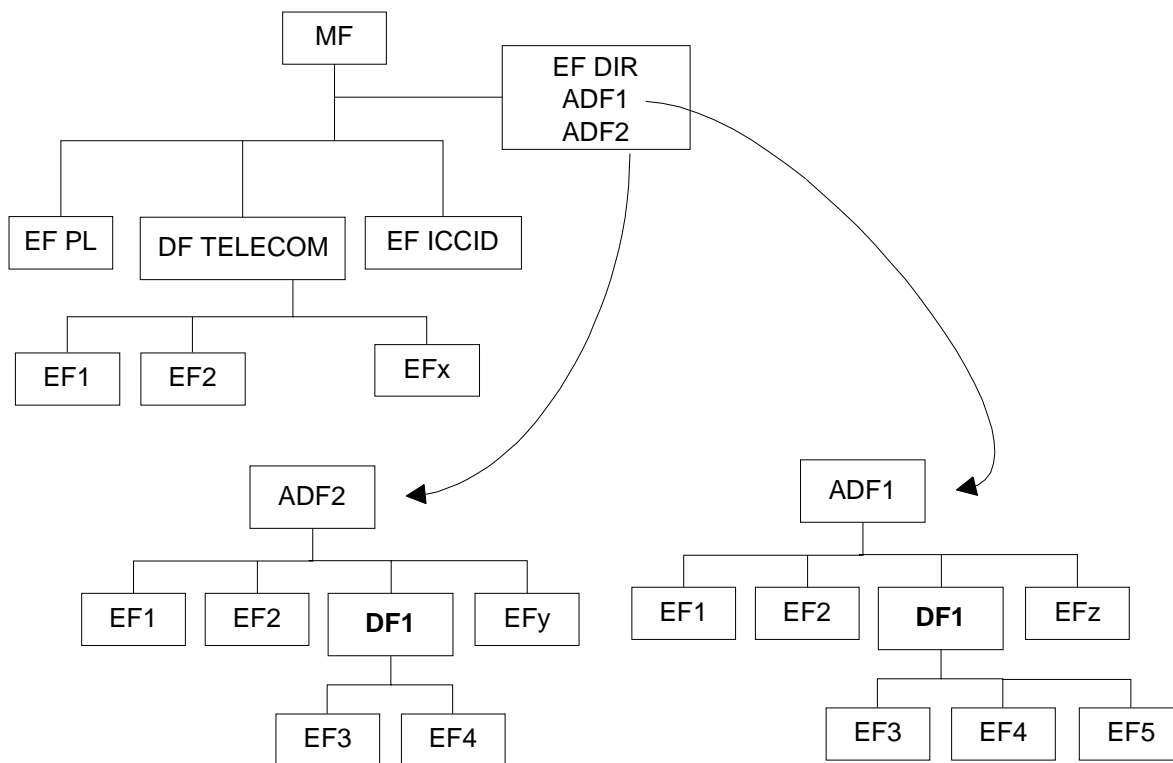 MF
EF DIR
ADF1
ADF2
EF PL
DF TELECOM
EF ICCID
EF1
EF2
EFx
ADF2
ADF1
EF1
EF2
DF1
EFy
EF1
EF2
DF1
EFz
EF3
EF4
EF3
EF4
EF5